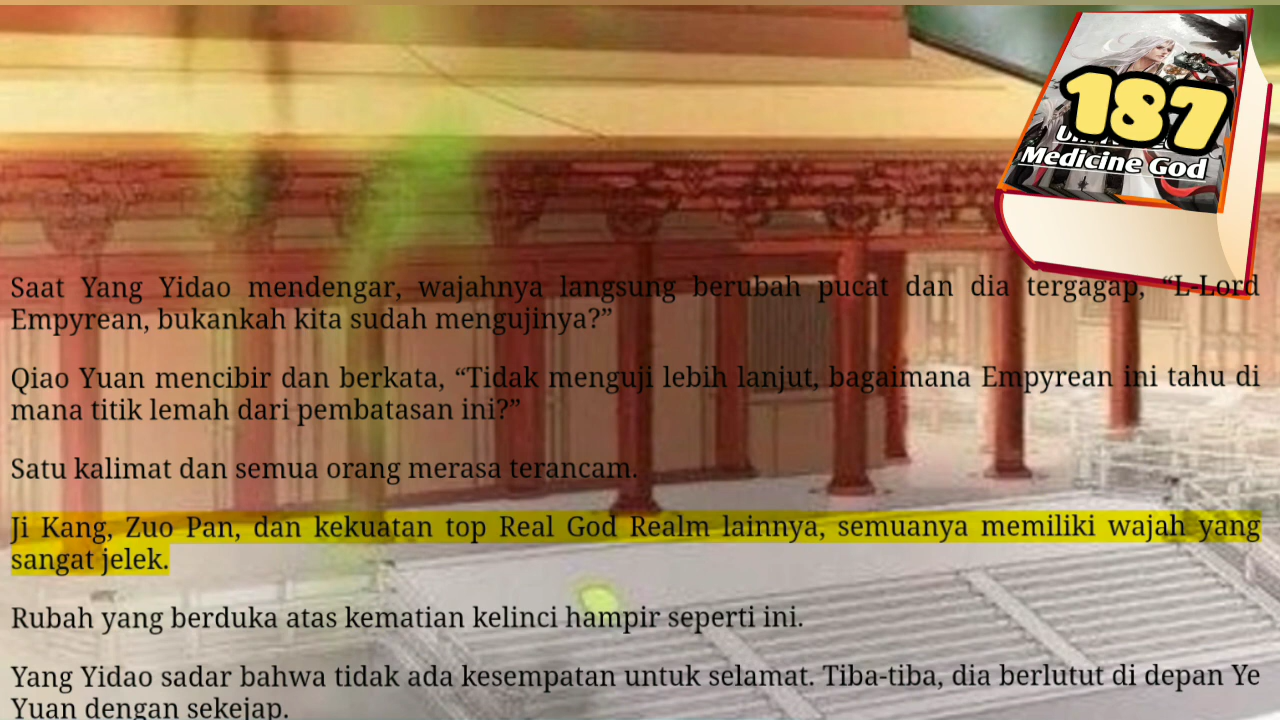 187
Medicine God
Saat Yang Yidao mendengar, wajahnya langsung berubah pucat dan dia tergagap, “L-Lord
Empyrean, bukankah kita sudah mengujinya?”
Qiao Yuan mencibir dan berkata, “Tidak menguji lebih lanjut, bagaimana Empyrean ini tahu di
mana titik lemah dari pembatasan ini?”
Satu kalimat dan semua orang merasa terancam.
Ji Kang, Zuo Pan, dan kekuatan top Real God Realm lainnya, semuanya memiliki wajah yang
sangat jelek.
Rubah yang berduka atas kematian kelinci hampir seperti ini.
Yang Yidao sadar bahwa tidak ada kesempatan untuk selamat. Tiba-tiba, dia berlutut di depan Ye
Yuan dengan sekejap.